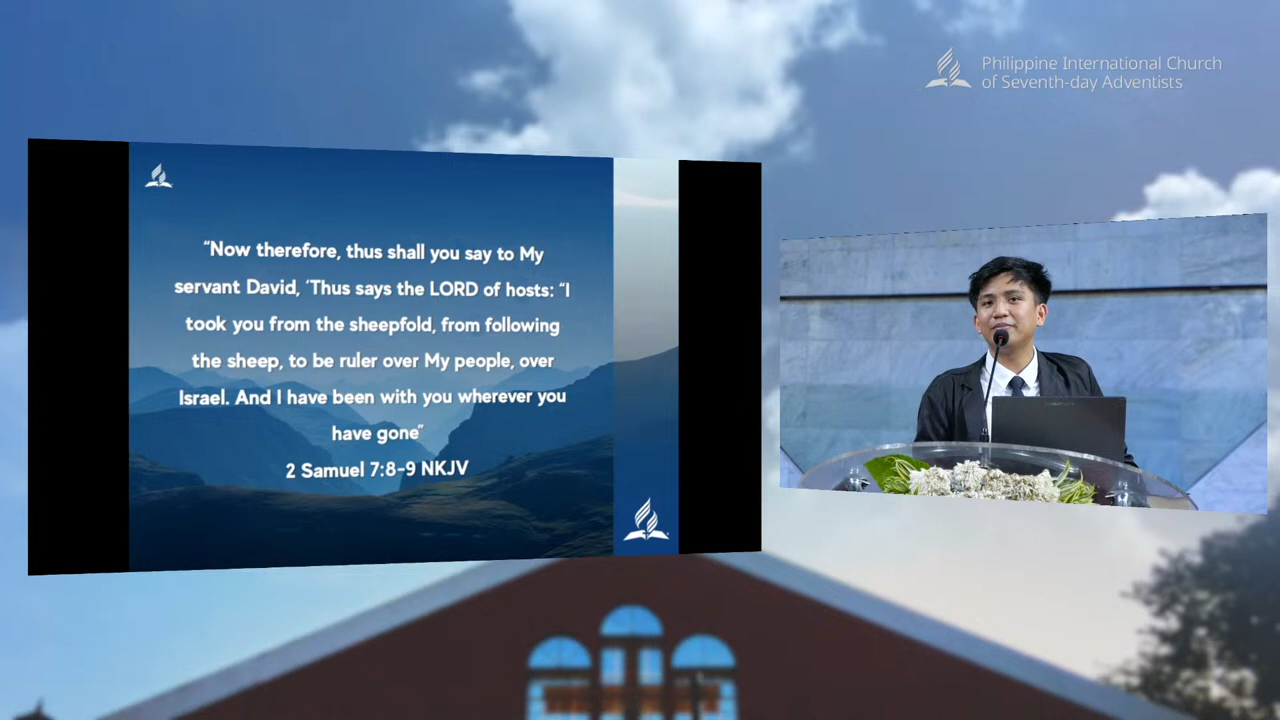 Philippine International Church
of Seventh-day Adventists
“Now therefore, thus shall you say to My
servant David, ‘Thus says the LORD of hosts: “I
took you from the sheepfold, from following
the sheep, to be ruler over My people, over
Israel. And I have been with you wherever you
have gone”
2 Samuel 7:8-9 NKJV